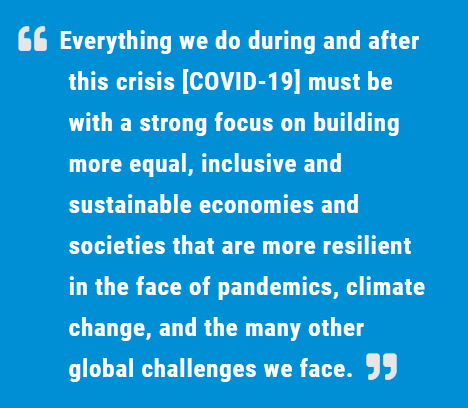 “ Everything we do during and after
this crisis [COVID-19] must be
with a strong focus on building
more equal, inclusive and
sustainable economies and
societies that are more resilient
in the face of pandemics, climate
change, and the many other
global challenges we face. ”